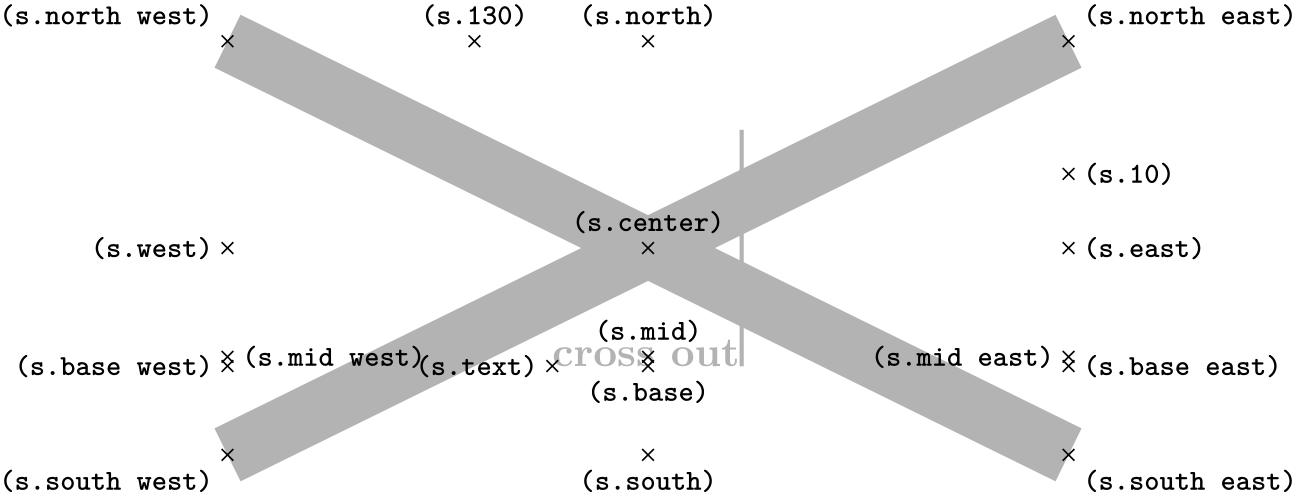 (s.north west) (s.130) (s.north) (s.north east)
(s.10)
(s.center)
(s.west) (s.east)
(s.mid)
cross out
(s.mid west) (s.mid east)
(s.base west) (s.text) (s.base east)
(s.base)
(s.south west) (s.south) (s.south east)